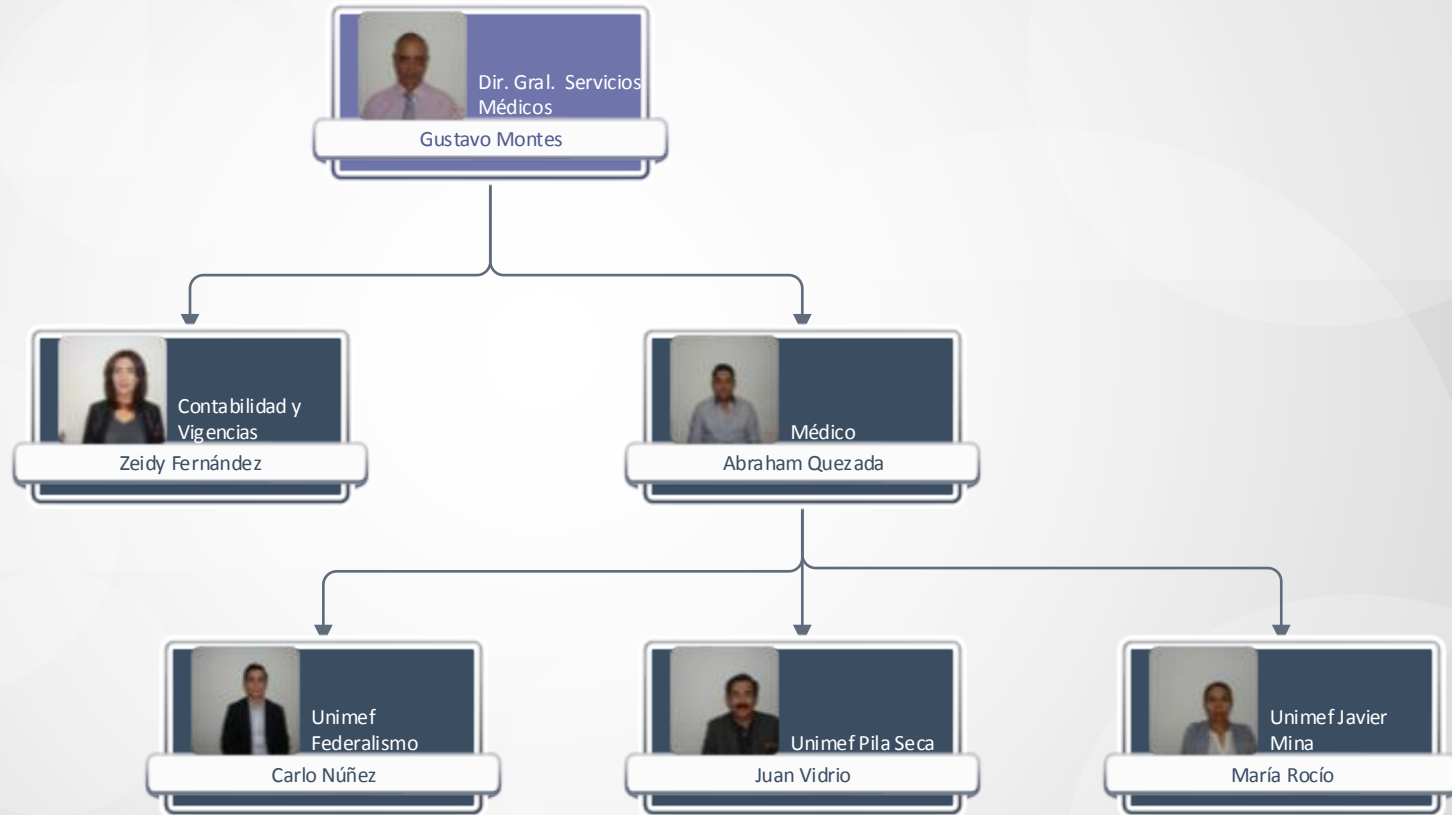 Dir. Gral. Servicios
Médicos
Gustavo Montes
Contabilidad y
Vigencias
Zeidy Fernández
Médico
Abraham Quezada
Unimef
Federalismo
Carlo Núñez
Unimef Pila Seca
Juan Vidrio
Unimef Javier
Mina
María Rocío